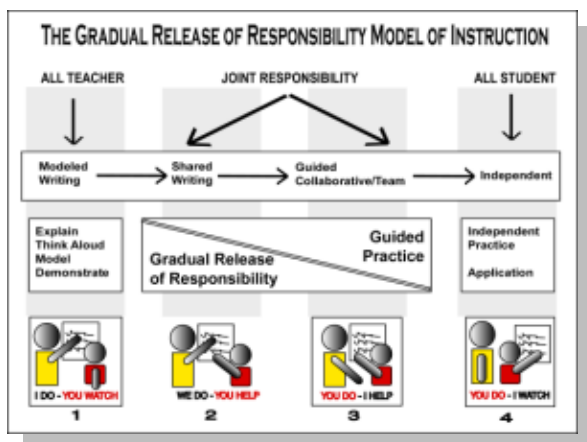 THE GRADUAL RELEASE OF RESPONSIBILITY MODEL OF INSTRUCTION
ALL TEACHER
JOINT RESPONSIBILITY
ALL STUDENT
Modeled
Writing
Shared
Writing
Guided
Collaborative/Team
Independent
Explain
Think Aloud
Model
Demonstrate
Gradual Release
of Responsibility
Guided
Practice
Independent
Practice
Application
I DO - YOU WATCH
1
WE DO - YOU HELP
2
YOU DO - I HELP
3
YOU DO - I WATCH
4